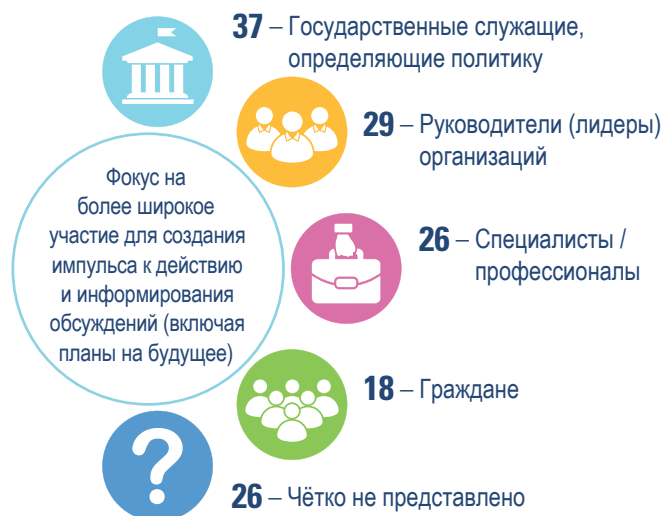 37 – Государственные служащие,
определяющие политику
29 – Руководители (лидеры)
организаций
Фокус на
более широкое
участие для создания
импульса к действию
и информирования
обсуждений (включая
планы на будущее)
26 – Специалисты /
профессионалы
18 – Граждане
?
26 – Чётко не представлено